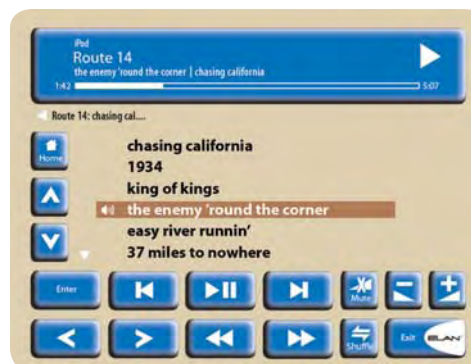 iPod
Route 14
the enemy 'round the corner | chasing california
1:42 5:07
Route 14: chasing cal....
Home
chasing california
1934
king of kings
the enemy 'round the corner
easy river runnin'
37 miles to nowhere
Enter
Mute
Shuffle
Exit ELAN